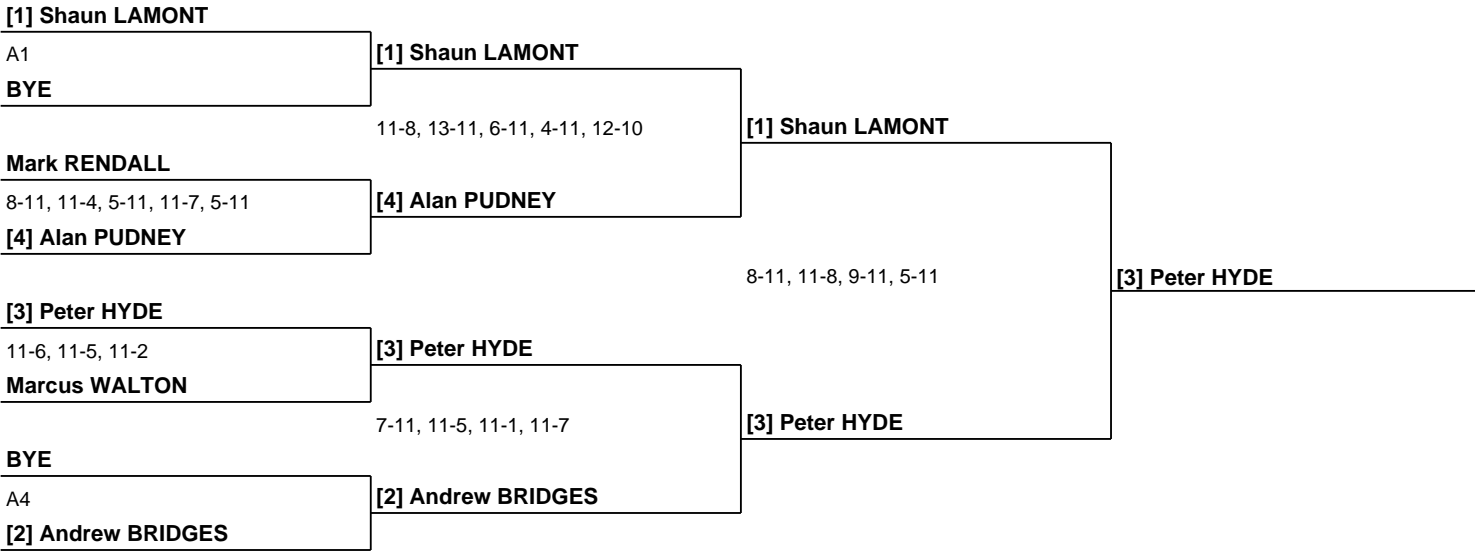 [1] Shaun LAMONT
A1
BYE
Mark RENDALL
8-11, 11-4, 5-11, 11-7, 5-11
[4] Alan PUDNEY
[3] Peter HYDE
11-6, 11-5, 11-2
Marcus WALTON
BYE
A4
[2] Andrew BRIDGES
[1] Shaun LAMONT
11-8, 13-11, 6-11, 4-11, 12-10
[4] Alan PUDNEY
[3] Peter HYDE
7-11, 11-5, 11-1, 11-7
[2] Andrew BRIDGES
[1] Shaun LAMONT
8-11, 11-8, 9-11, 5-11
[3] Peter HYDE
[3] Peter HYDE